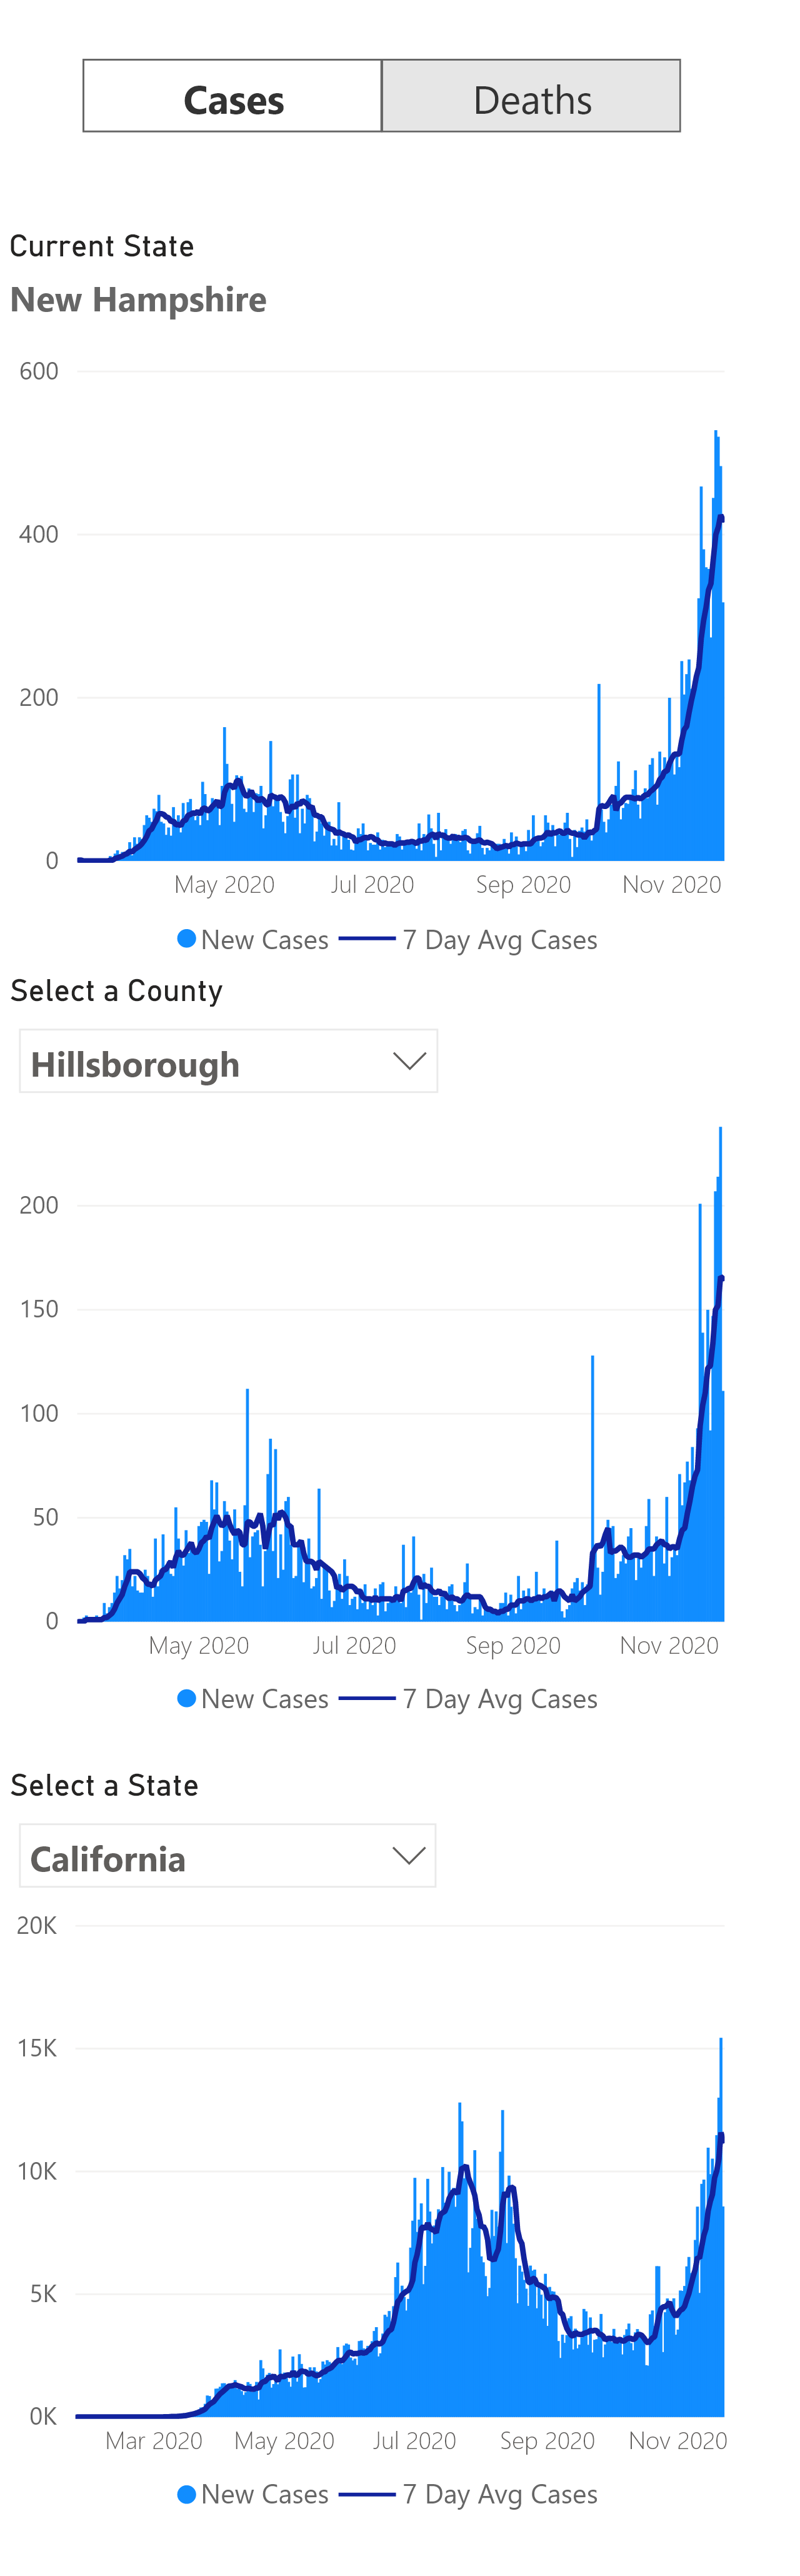 Cases Deaths
Current State
New Hampshire
600
400
200
0
May 2020 Jul 2020 Sep 2020 Nov 2020
New Cases 7 Day Avg Cases
Select a County
Hillsborough
200
150
100
50
0
May 2020 Jul 2020 Sep 2020 Nov 2020
New Cases 7 Day Avg Cases
Select a State
California
20K
15K
10K
5K
0K
Mar 2020 May 2020 Jul 2020 Sep 2020 Nov 2020
New Cases 7 Day Avg Cases